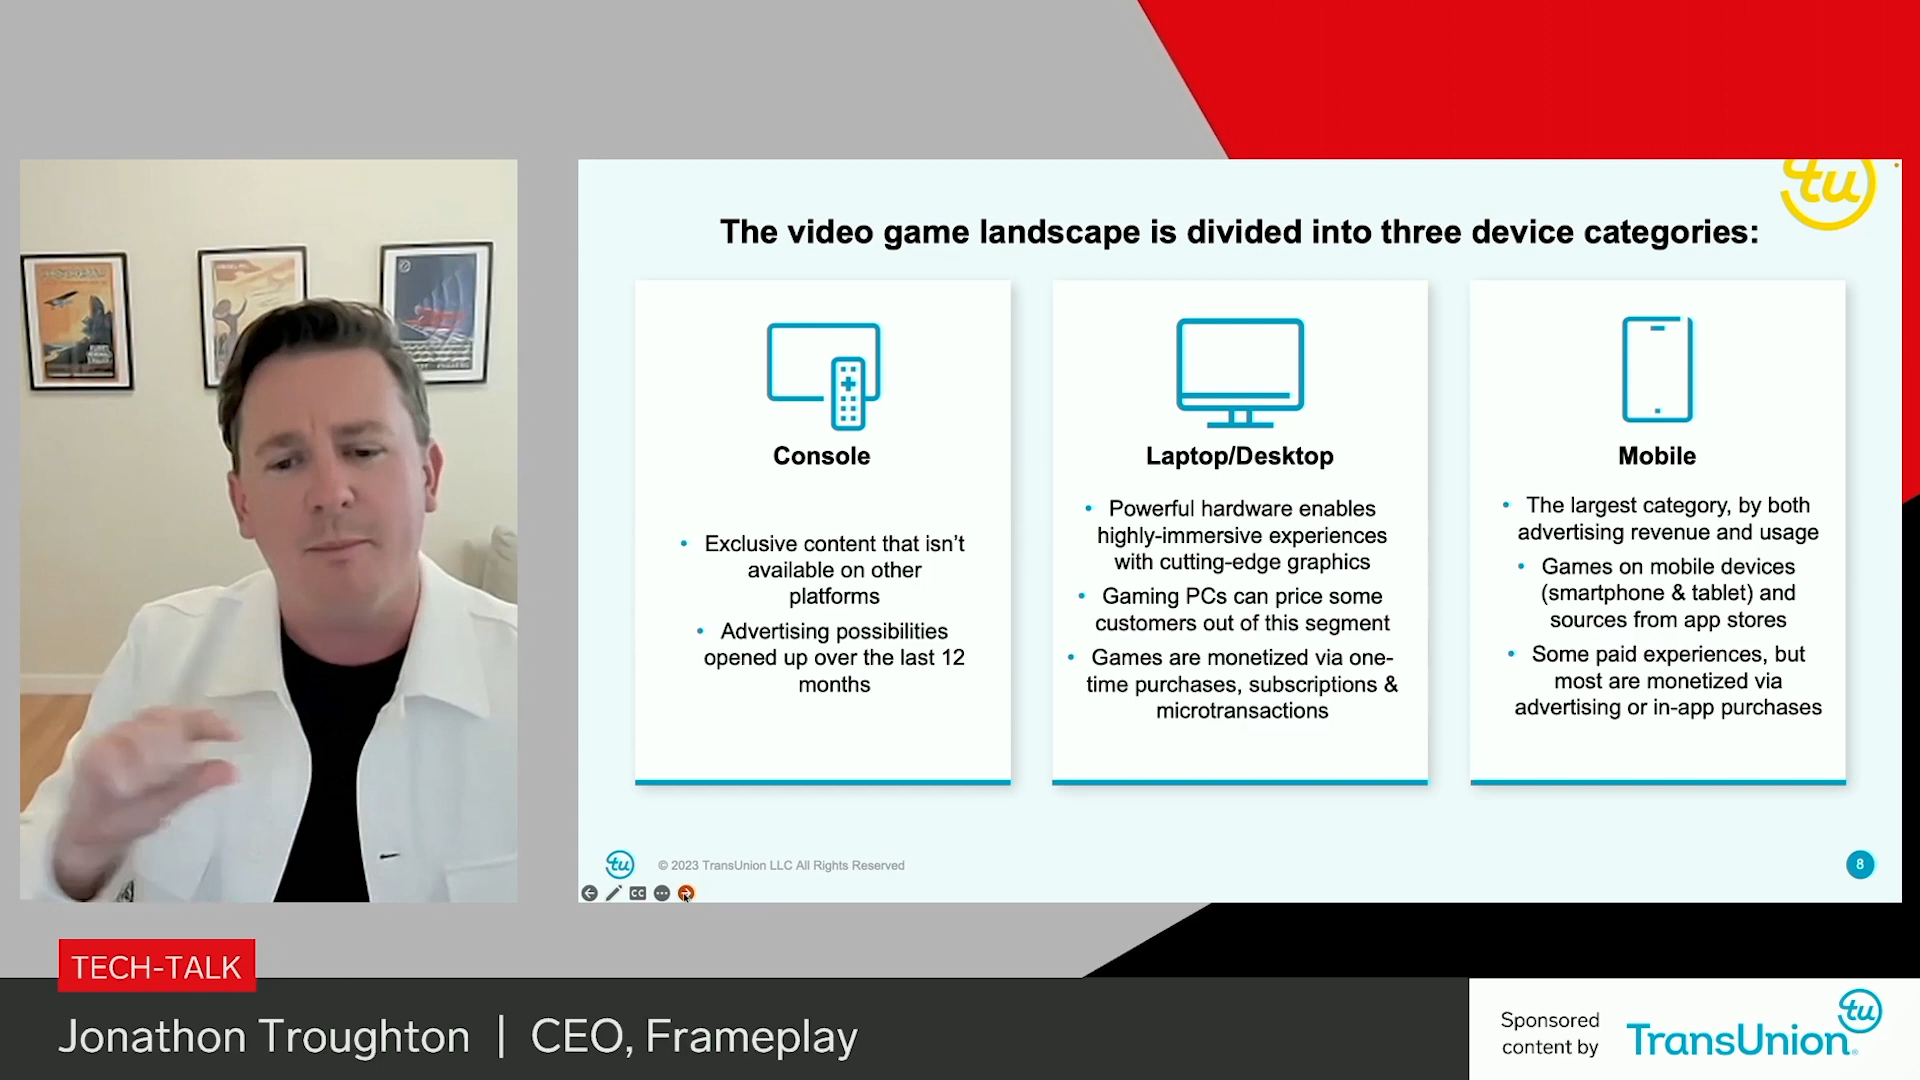 tu
The video game landscape is divided into three device categories:
Console
• Exclusive content that isn't
available on other
platforms
• Advertising possibilities
opened up over the last 12
months
Laptop/Desktop
• Powerful hardware enables
highly-immersive experiences
with cutting-edge graphics
• Gaming PCs can price some
customers out of this segment
• Games are monetized via one-
time purchases, subscriptions &
microtransactions
Mobile
• The largest category, by both
advertising revenue and usage
• Games on mobile devices
(smartphone & tablet) and
sources from app stores
• Some paid experiences, but
most are monetized via
advertising or in-app purchases
tu
© 2023 TransUnion LLC All Rights Reserved
8
CC
TECH-TALK
Jonathon Troughton | CEO, Frameplay
Sponsored
content by
tu
TransUnion®